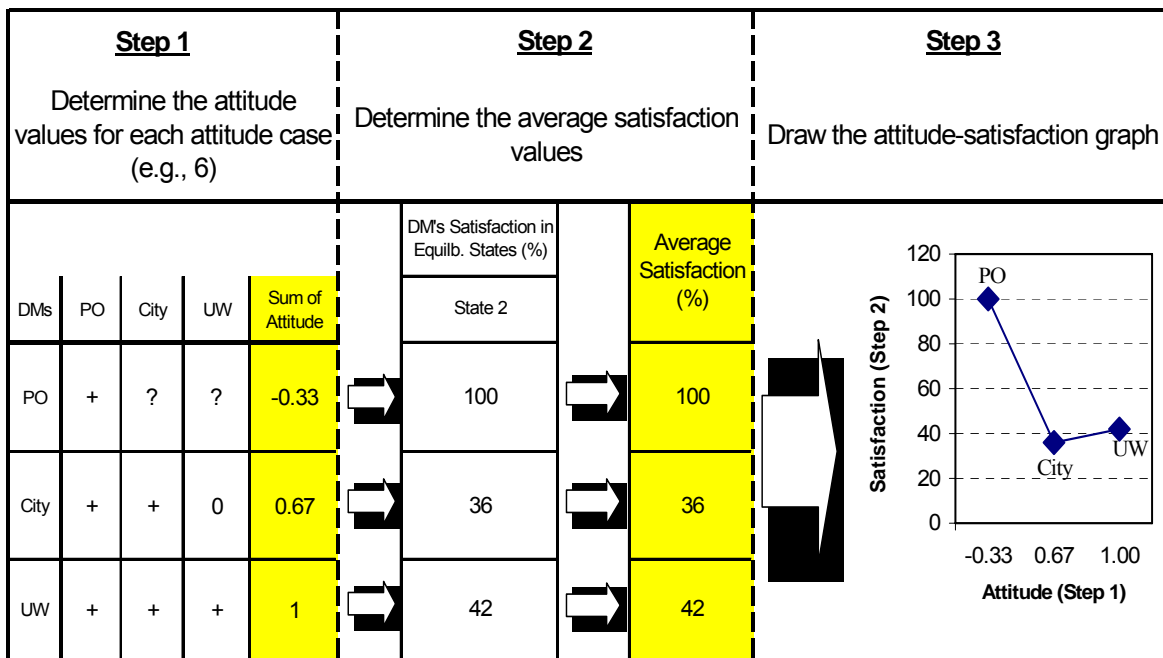 Step 1
Determine the attitude
values for each attitude case
(e.g., 6)
Step 2
Determine the average satisfaction
values
Step 3
Draw the attitude-satisfaction graph
DMs PO City UW Sum of
Attitude
PO + ? ? -0.33
City + + 0 0.67
UW + + + 1
DM's Satisfaction in
Equilb. States (%)
State 2
100
36
42
Average
Satisfaction
(%)
100
36
42
Satisfaction (Step 2)
120
100
80
60
40
20
0
PO
City
UW
-0.33 0.67 1.00
Attitude (Step 1)